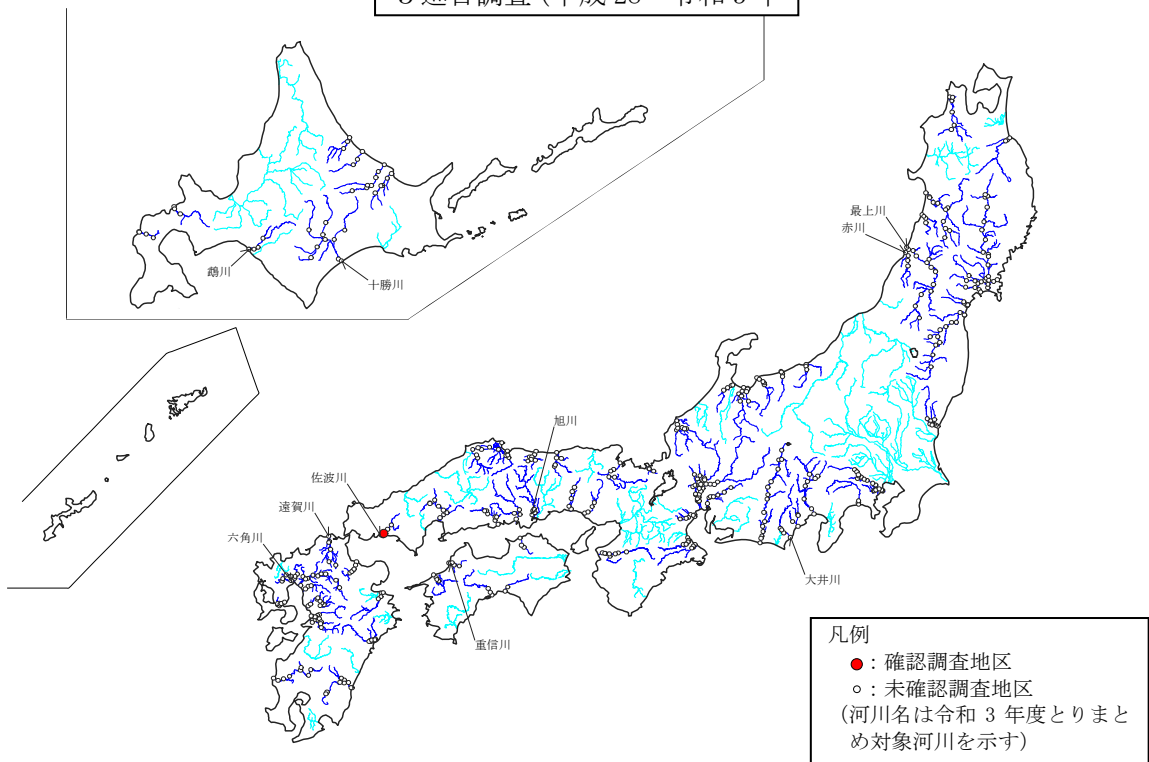 最上川
赤川
鵡川
十勝川
旭川
佐波川
遠賀川
六角川
大井川
重信川
凡例
●：確認調査地区
○：未確認調査地区
(河川名は令和 3 年度とりまと
め対象河川を示す)